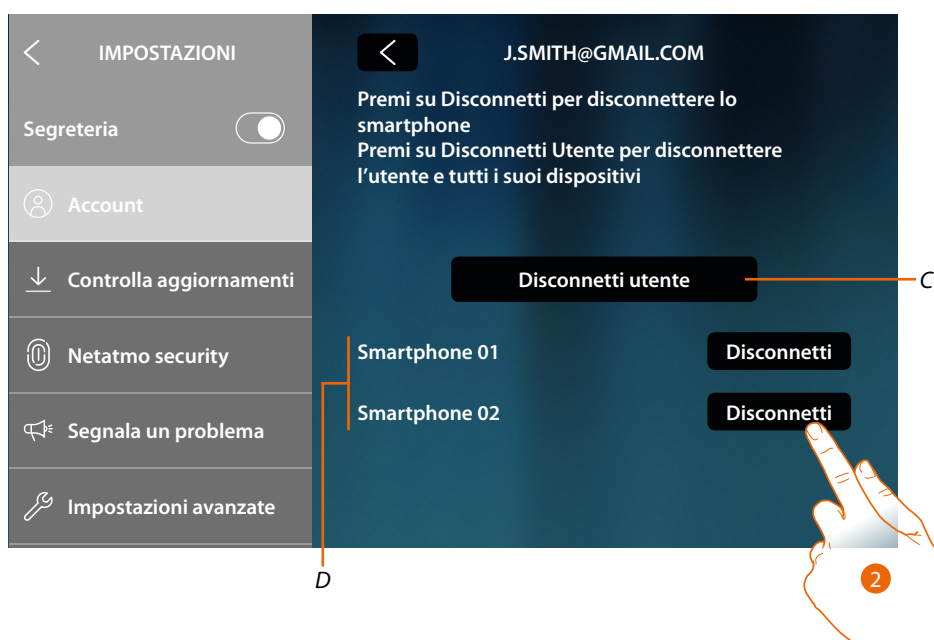 IMPOSTAZIONI
Segreteria
Account
Controlla aggiornamenti
Netatmo security
Segnala un problema
Impostazioni avanzate
J.SMITH@GMAIL.COM
Premi su Disconnetti per disconnettere lo
smartphone
Premi su Disconnetti Utente per disconnettere
l’utente e tutti i suoi dispositivi
Disconnetti utente
C
Smartphone 01
Disconnetti
Smartphone 02
Disconnetti
D
2